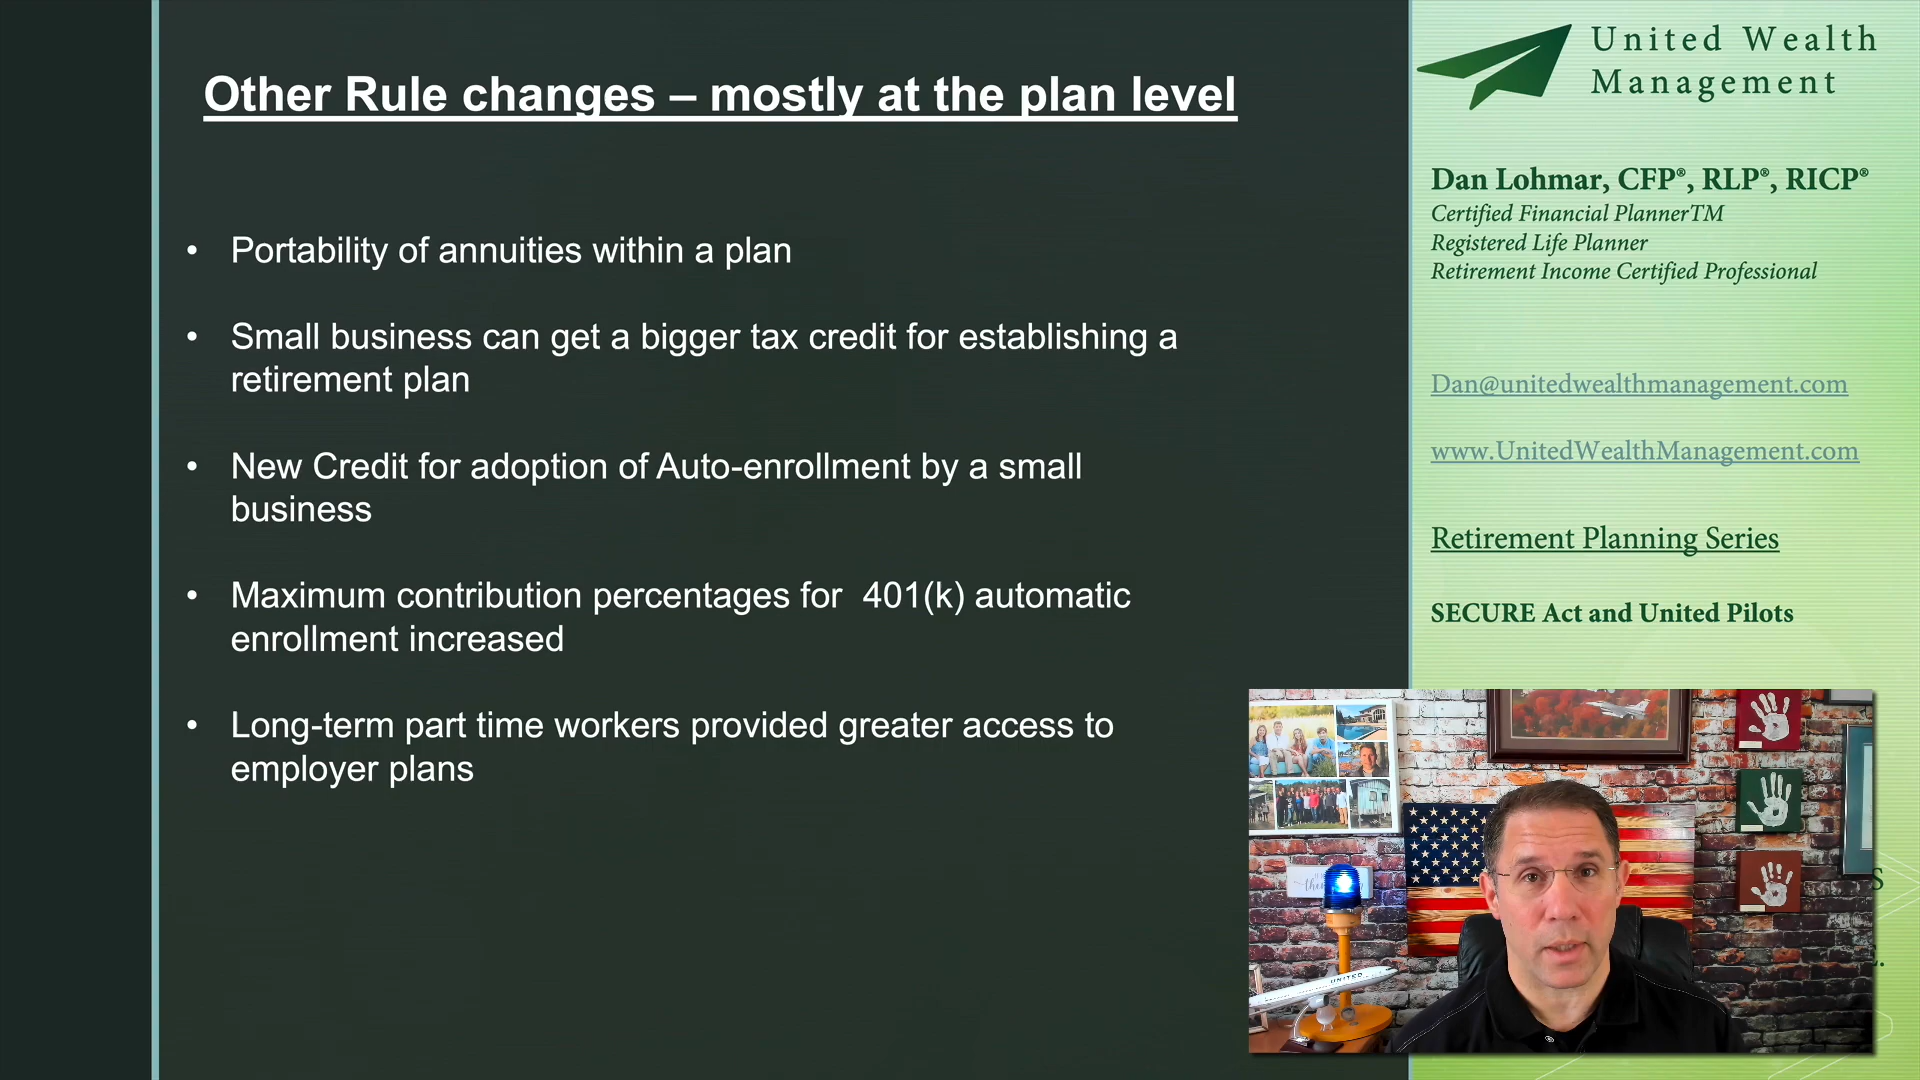 Other Rule changes – mostly at the plan level
• Portability of annuities within a plan
• Small business can get a bigger tax credit for establishing a
retirement plan
• New Credit for adoption of Auto-enrollment by a small
business
• Maximum contribution percentages for  401(k) automatic
enrollment increased
• Long-term part time workers provided greater access to
employer plans
United Wealth
Management
Dan Lohmar, CFP®, RLP®, RICP®
Certified Financial PlannerTM
Registered Life Planner
Retirement Income Certified Professional
Dan@unitedwealthmanagement.com
www.UnitedWealthManagement.com
Retirement Planning Series
SECURE Act and United Pilots
UNITED